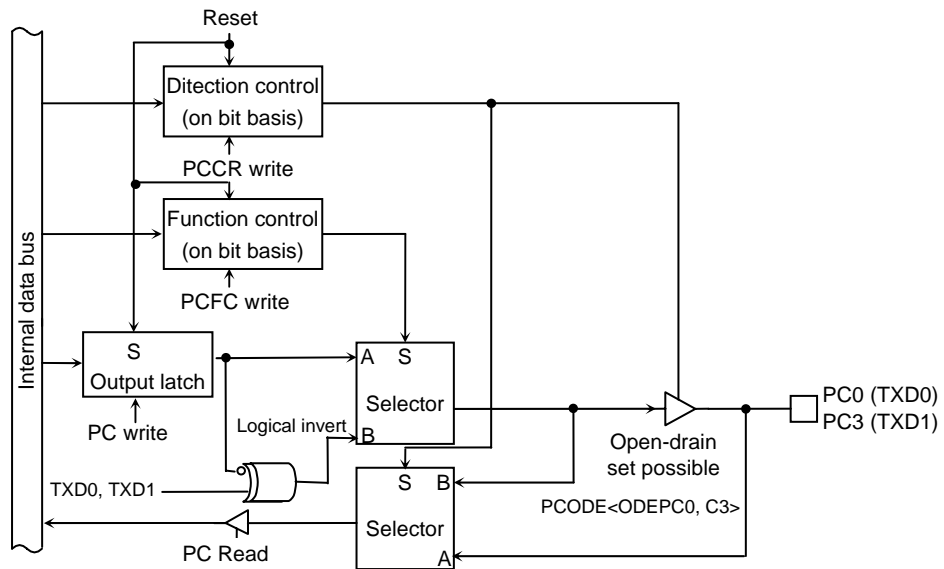 Reset
Ditection control
(on bit basis)
PCCR write
Function control
(on bit basis)
PCFC write
Internal data bus
S
Output latch
PC write
A S
Selector
B
Logical invert
TXD0, TXD1
S B
Selector
A
PC Read
Open-drain
set possible
PCODE<ODEPC0, C3>
PC0 (TXD0)
PC3 (TXD1)